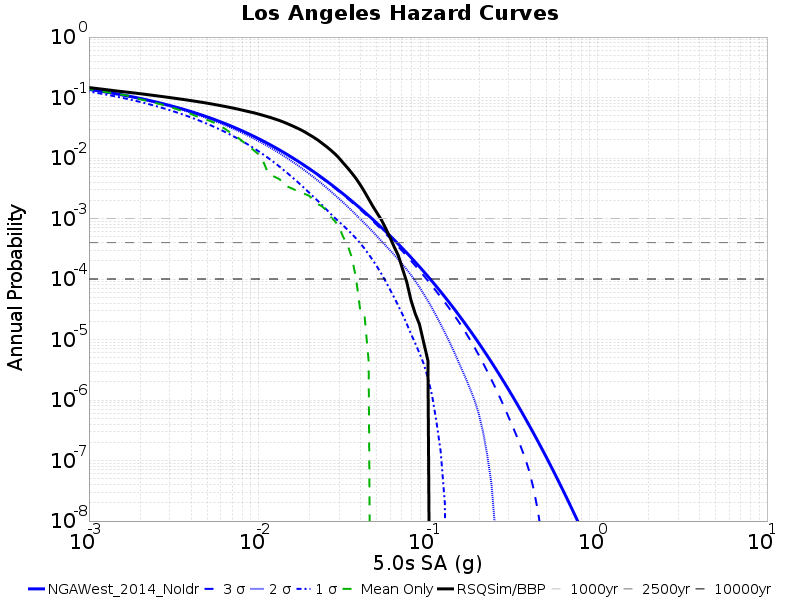 Los Angeles Hazard Curves
10^0
10^-1
10^-2
10^-3
10^-4
10^-5
10^-6
10^-7
10^-8
Annual Probability
10^-3 10^-2 10^-1 10^0 10^1
5.0s SA (g)
NGAWest_2014_NoIdr 3 σ 2 σ 1 σ Mean Only RSQSim/BBP 1000yr 2500yr 10000yr